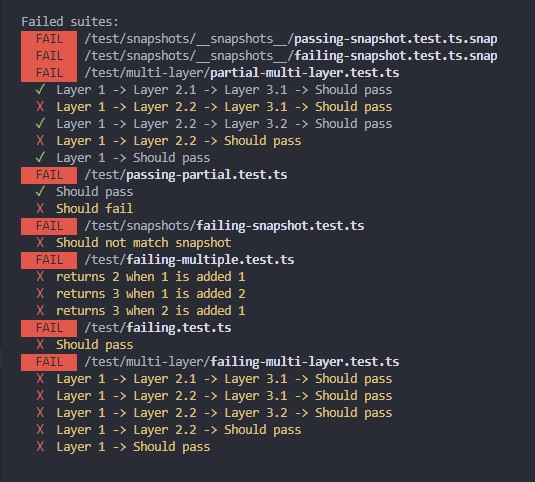 Failed suites:
FAIL /test/snapshots/__snapshots__/passing-snapshot.test.ts.snap
FAIL /test/snapshots/__snapshots__/failing-snapshot.test.ts.snap
FAIL /test/multi-layer/partial-multi-layer.test.ts
✓ Layer 1 -> Layer 2.1 -> Layer 3.1 -> Should pass
X Layer 1 -> Layer 2.2 -> Layer 3.1 -> Should pass
✓ Layer 1 -> Layer 2.2 -> Layer 3.2 -> Should pass
X Layer 1 -> Layer 2.2 -> Should pass
✓ Layer 1 -> Should pass
FAIL /test/passing-partial.test.ts
✓ Should pass
X Should fail
FAIL /test/snapshots/failing-snapshot.test.ts
X Should not match snapshot
FAIL /test/failing-multiple.test.ts
X returns 2 when 1 is added 1
X returns 3 when 1 is added 2
X returns 3 when 2 is added 1
FAIL /test/failing.test.ts
X Should pass
FAIL /test/multi-layer/failing-multi-layer.test.ts
X Layer 1 -> Layer 2.1 -> Layer 3.1 -> Should pass
X Layer 1 -> Layer 2.2 -> Layer 3.1 -> Should pass
X Layer 1 -> Layer 2.2 -> Layer 3.2 -> Should pass
X Layer 1 -> Layer 2.2 -> Should pass
X Layer 1 -> Should pass